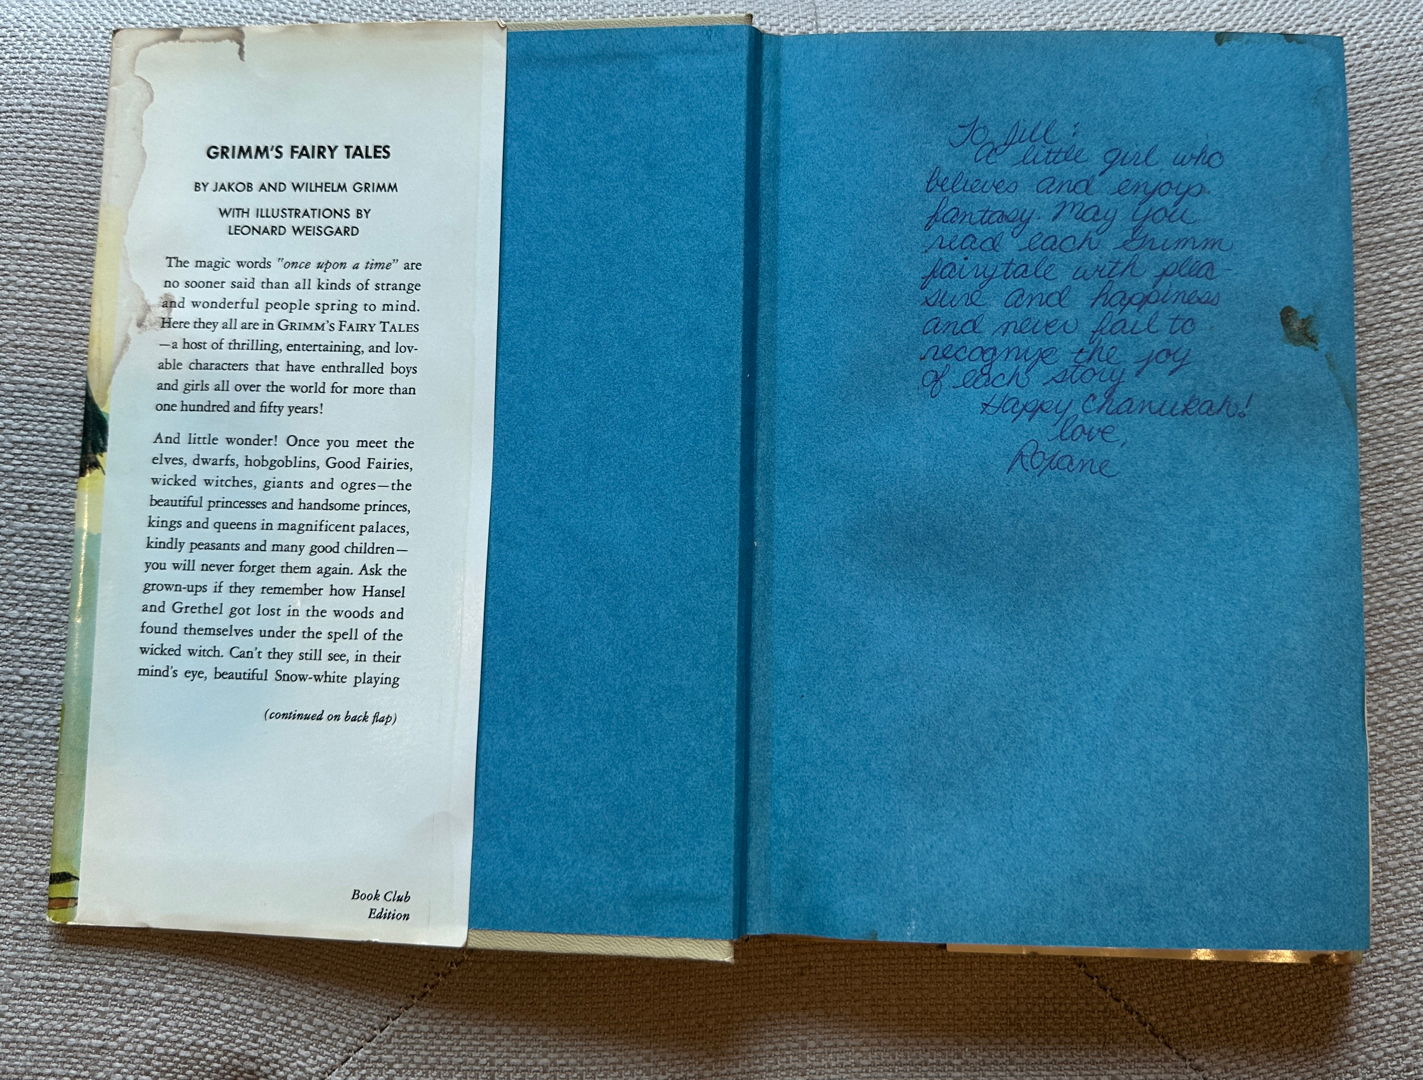 GRIMM'S FAIRY TALES
BY JAKOB AND WILHELM GRIMM
WITH ILLUSTRATIONS BY
LEONARD WEISGARD
The magic words "once upon a time" are
no sooner said than all kinds of strange
and wonderful people spring to mind.
Here they all are in GRIMM'S FAIRY TALES
—a host of thrilling, entertaining, and lov-
able characters that have enthralled boys
and girls all over the world for more than
one hundred and fifty years!
And little wonder! Once you meet the
elves, dwarfs, hobgoblins, Good Fairies,
wicked witches, giants and ogres—the
beautiful princesses and handsome princes,
kings and queens in magnificent palaces,
kindly peasants and many good children—
you will never forget them again. Ask the
grown-ups if they remember how Hansel
and Grethel got lost in the woods and
found themselves under the spell of the
wicked witch. Can't they still see, in their
mind's eye, beautiful Snow-white playing
(continued on back flap)
Book Club
Edition
To Jill:
A little girl who
believes and enjoys
fantasy. May you
read each Grimm
fairytale with plea-
sure and happiness
and never fail to
recognize the joy
of each story
Happy Chanukah!
love,
Roxane